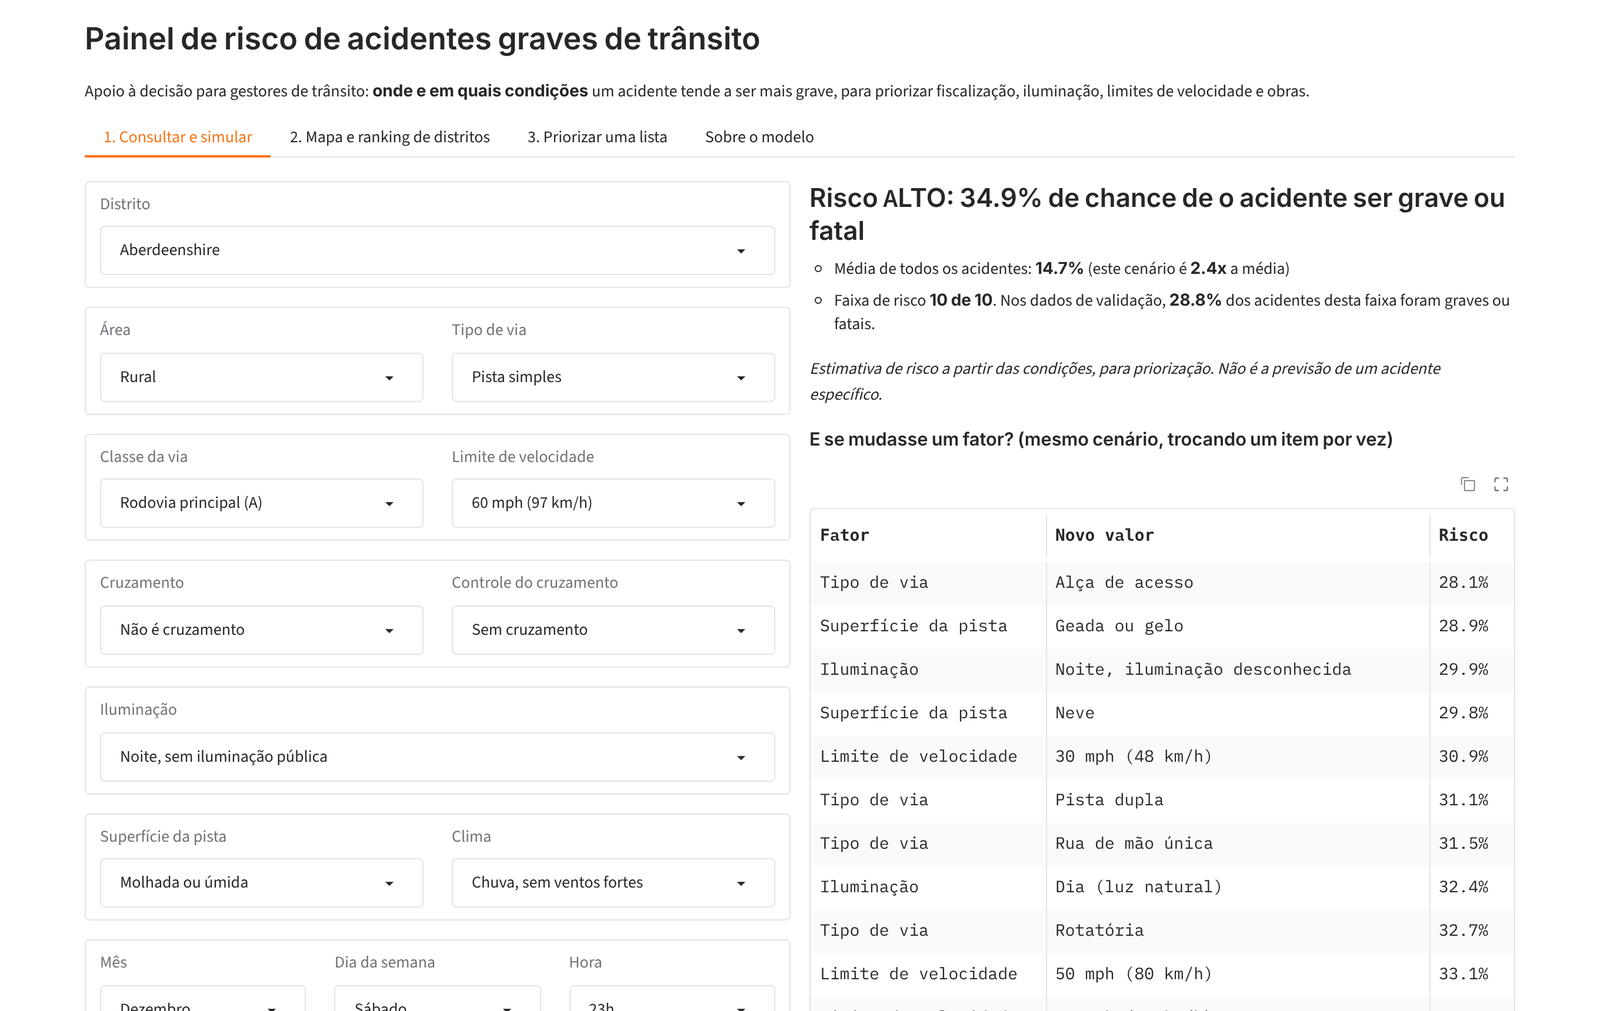 Painel de risco de acidentes graves de trânsito
Apoio à decisão para gestores de trânsito: onde e em quais condições um acidente tende a ser mais grave, para priorizar fiscalização, iluminação, limites de velocidade e obras.
1. Consultar e simular
2. Mapa e ranking de distritos
3. Priorizar uma lista
Sobre o modelo
Distrito
Aberdeenshire
Área
Tipo de via
Rural
Pista simples
Classe da via
Limite de velocidade
Rodovia principal (A)
60 mph (97 km/h)
Cruzamento
Controle do cruzamento
Não é cruzamento
Sem cruzamento
Iluminação
Noite, sem iluminação pública
Superfície da pista
Clima
Molhada ou úmida
Chuva, sem ventos fortes
Mês
Dia da semana
Hora
Dezembro
Sábado
23h
Risco ALTO: 34.9% de chance de o acidente ser grave ou
fatal
Média de todos os acidentes: 14.7% (este cenário é 2.4x a média)
Faixa de risco 10 de 10. Nos dados de validação, 28.8% dos acidentes desta faixa foram graves ou
fatais.
Estimativa de risco a partir das condições, para priorização. Não é a previsão de um acidente
específico.
E se mudasse um fator? (mesmo cenário, trocando um item por vez)
Fator Novo valor Risco
Tipo de via Alça de acesso 28.1%
Superfície da pista Geada ou gelo 28.9%
Iluminação Noite, iluminação desconhecida 29.9%
Superfície da pista Neve 29.8%
Limite de velocidade 30 mph (48 km/h) 30.9%
Tipo de via Pista dupla 31.1%
Tipo de via Rua de mão única 31.5%
Iluminação Dia (luz natural) 32.4%
Tipo de via Rotatória 32.7%
Limite de velocidade 50 mph (80 km/h) 33.1%